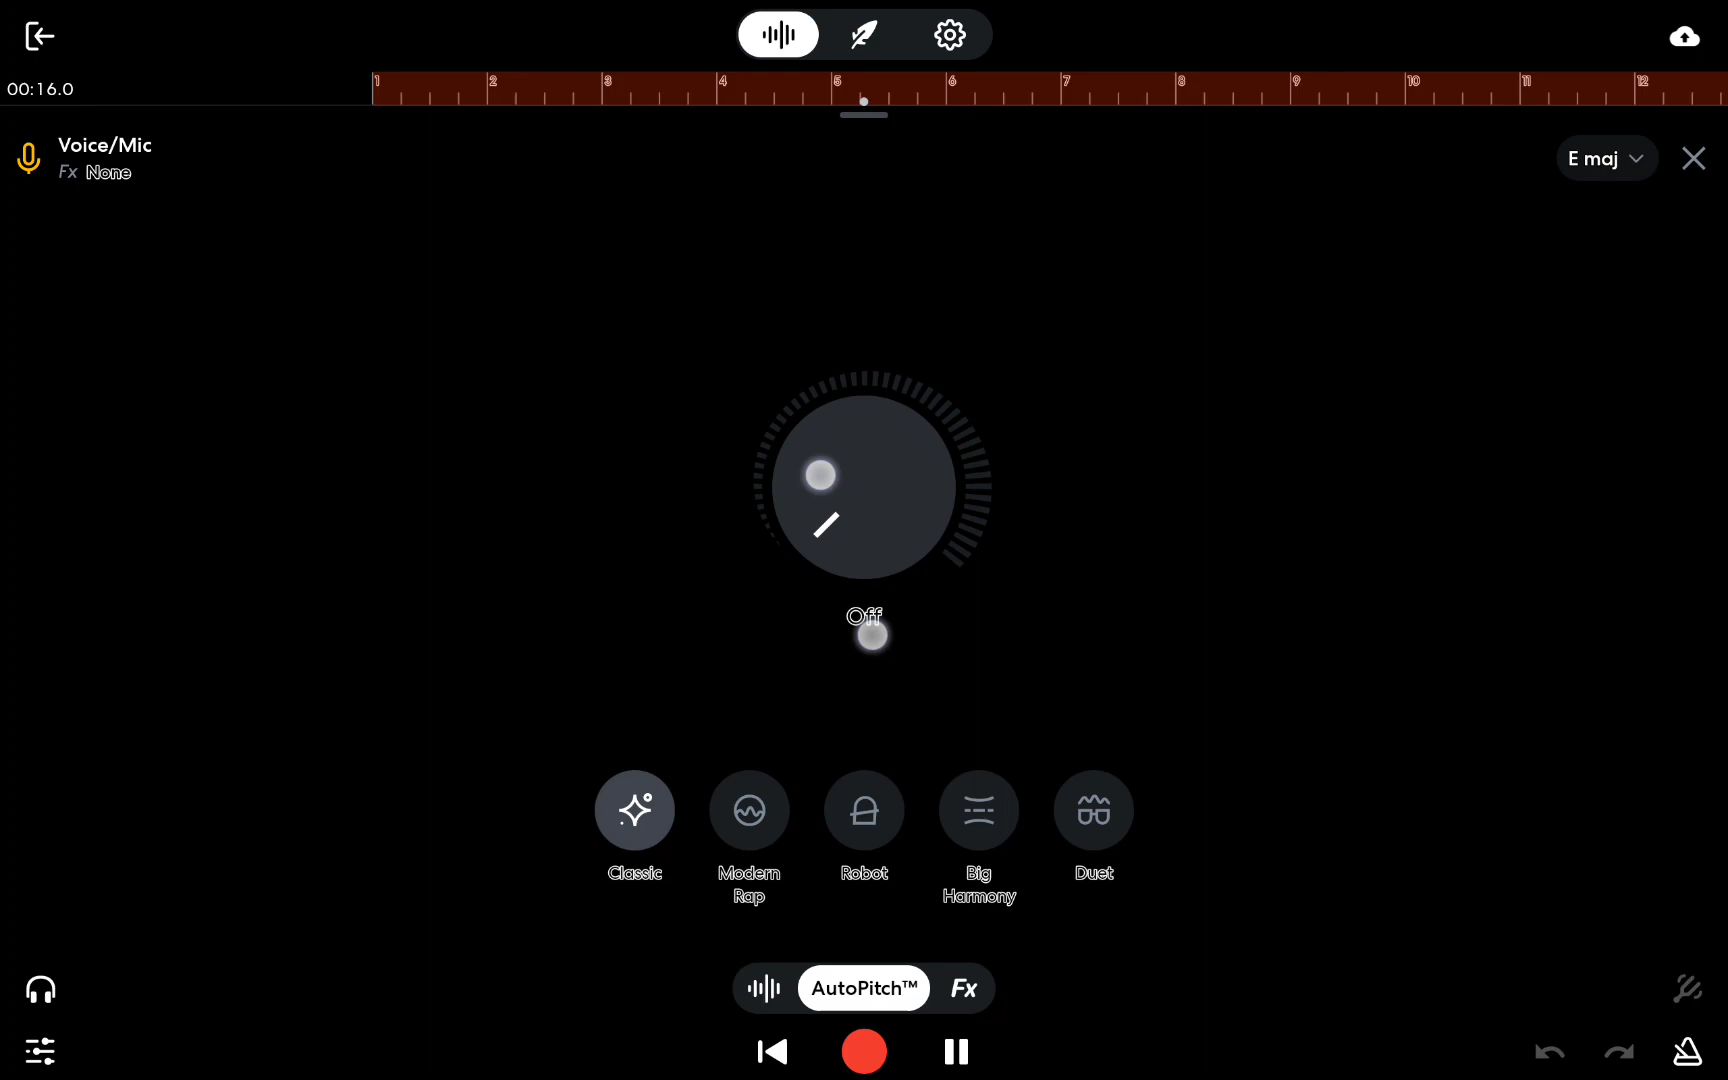 00:16.0
1 2 3 4 5 6 7 8 9 10 11 12
Voice/Mic
Fx None
E maj
Off
Classic
Modern Rap
Robot
Big Harmony
Duet
AutoPitch™ Fx